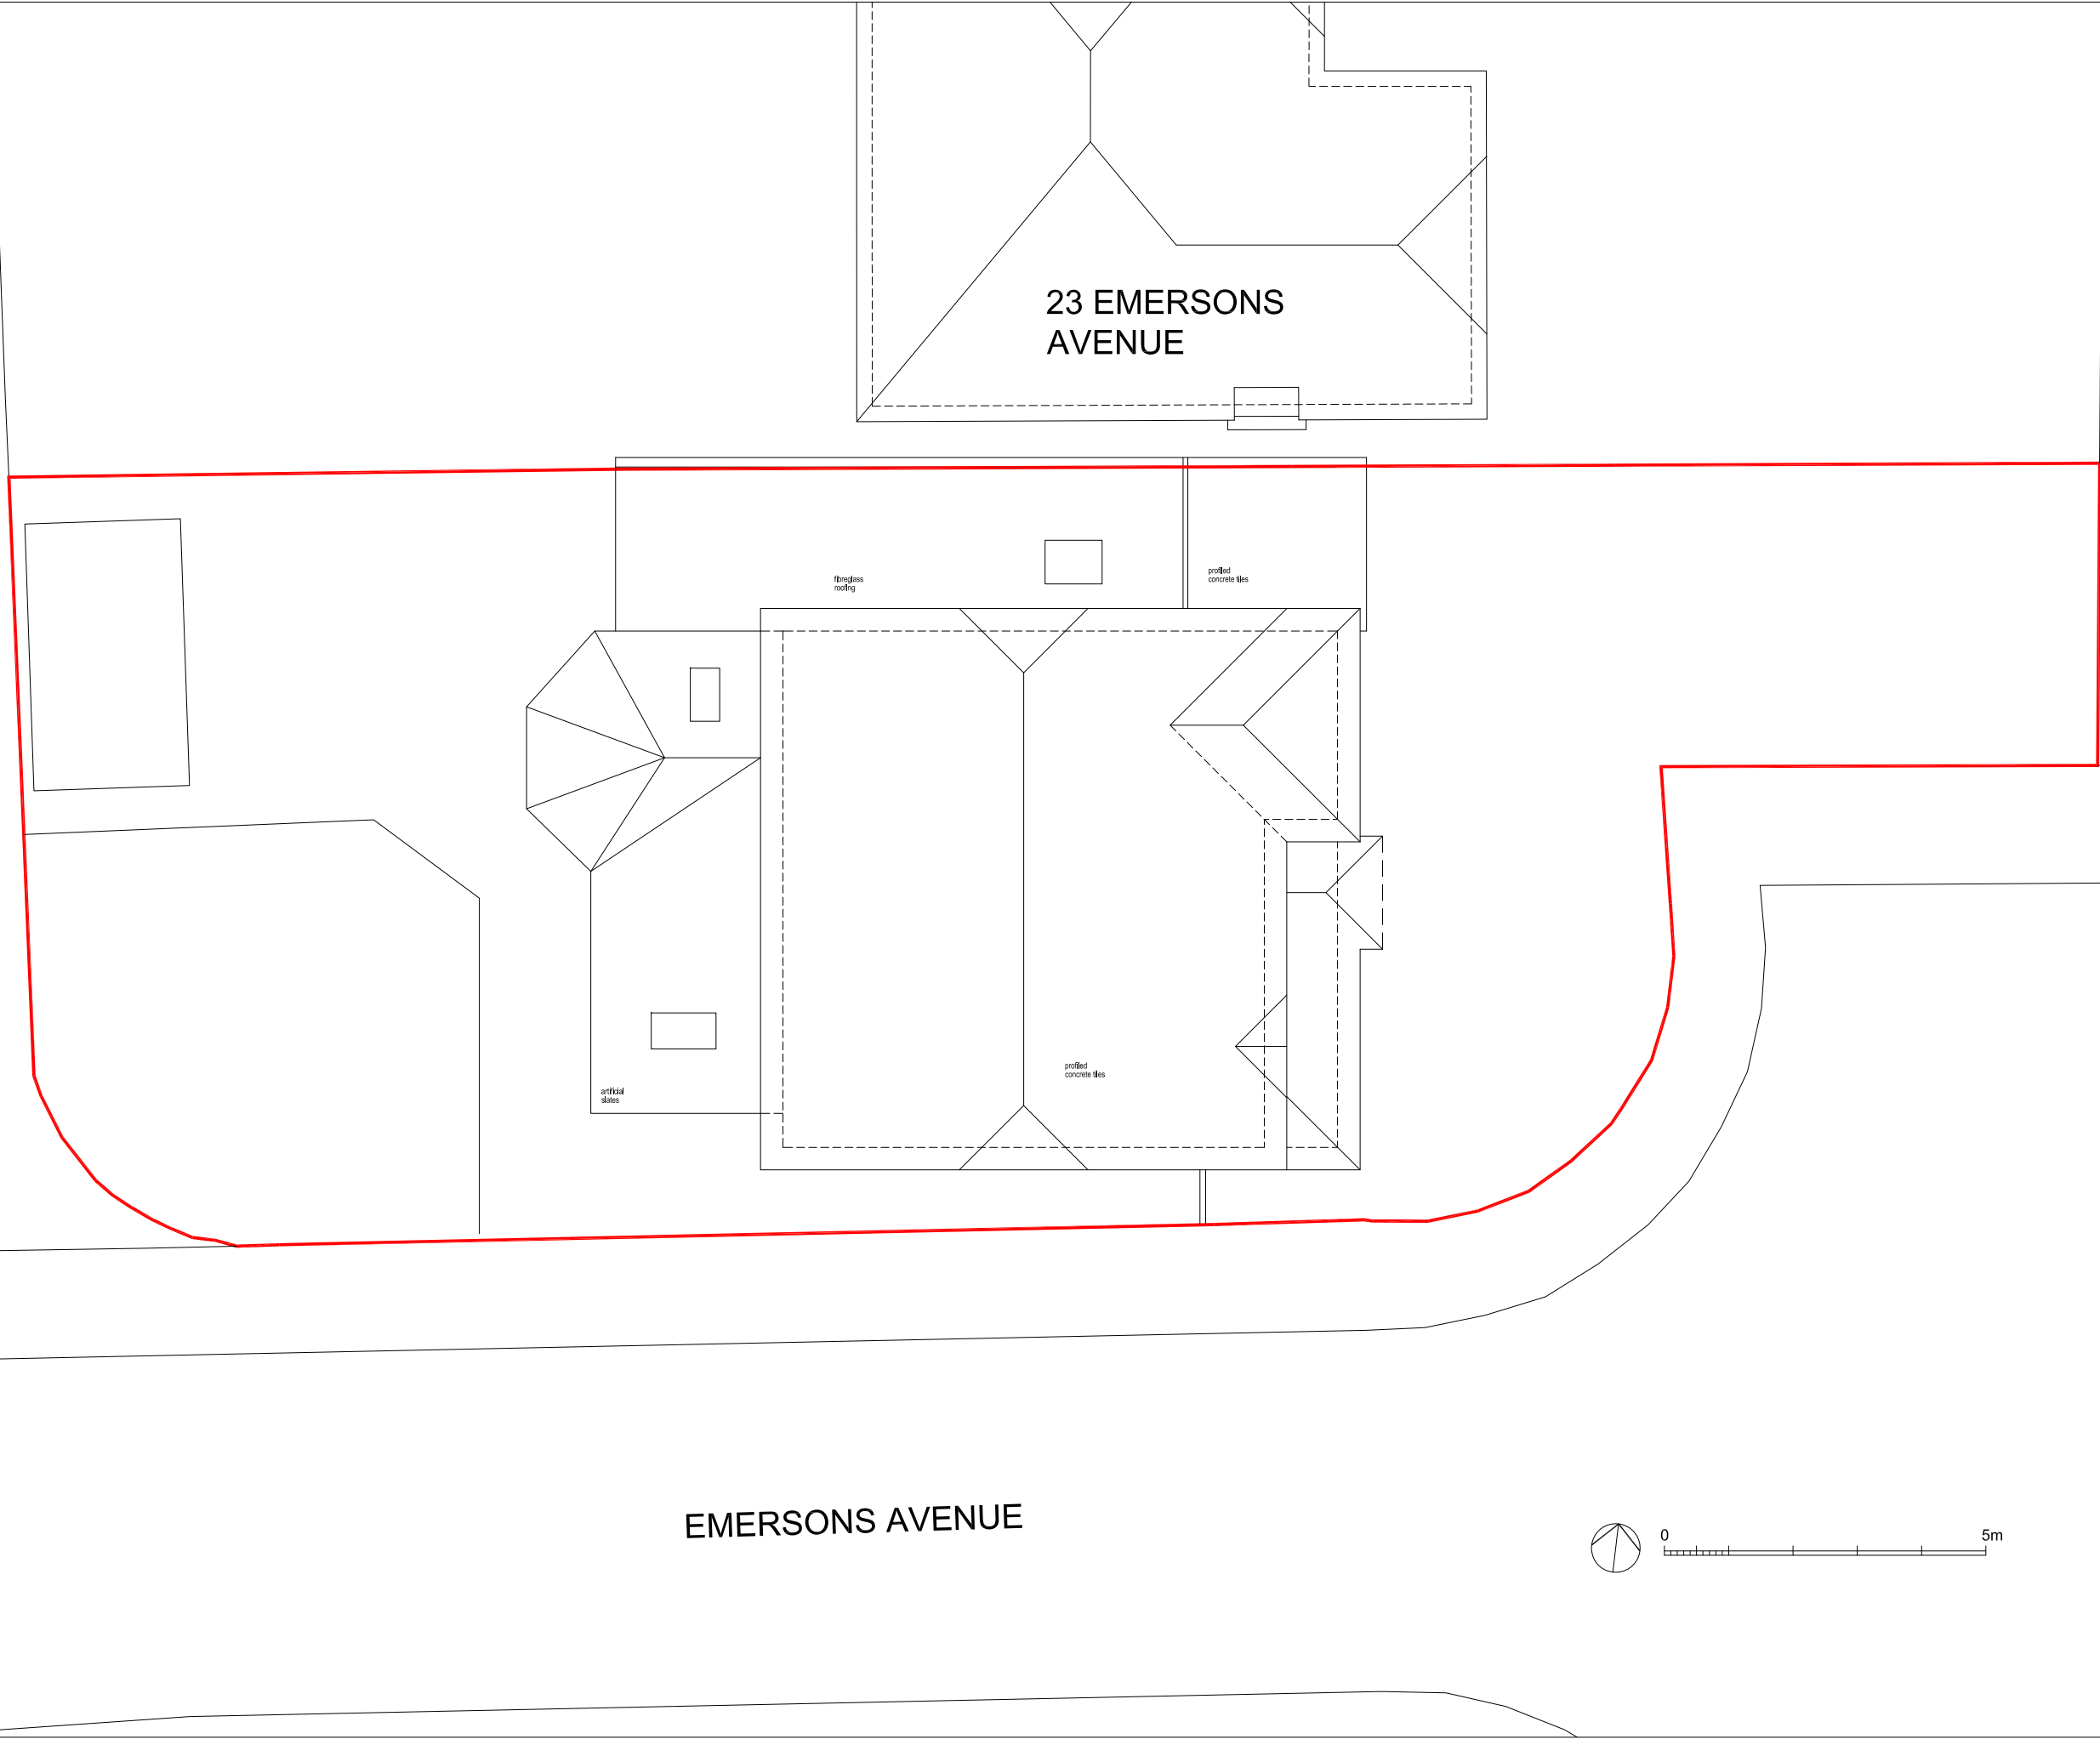 23 EMERSONS
AVENUE
fibreglass
roofing
profiled
concrete tiles
profiled
concrete tiles
artificial
slates
EMERSONS AVENUE
0
5m